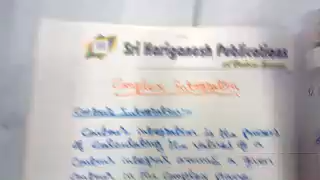 Sri Hariganesh Publications
Complex Integration
Contour Integration:-
Contour integration is the process
of calculating the values of a
contour integral around a given
contour in the complex plane